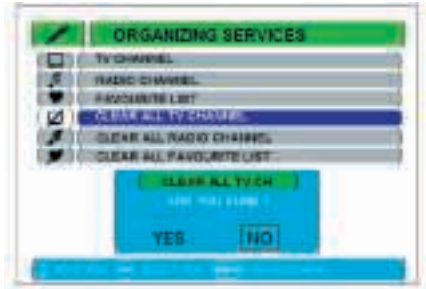 ORGANIZING SERVICES
TV CHANNEL
RADIO CHANNEL
FAVOURITE LIST
CLEAR ALL TV CHANNEL
CLEAR ALL RADIO CHANNEL
CLEAR ALL FAVOURITE LIST
CLEAR ALL TV CH
ARE YOU SURE ?
YES NO